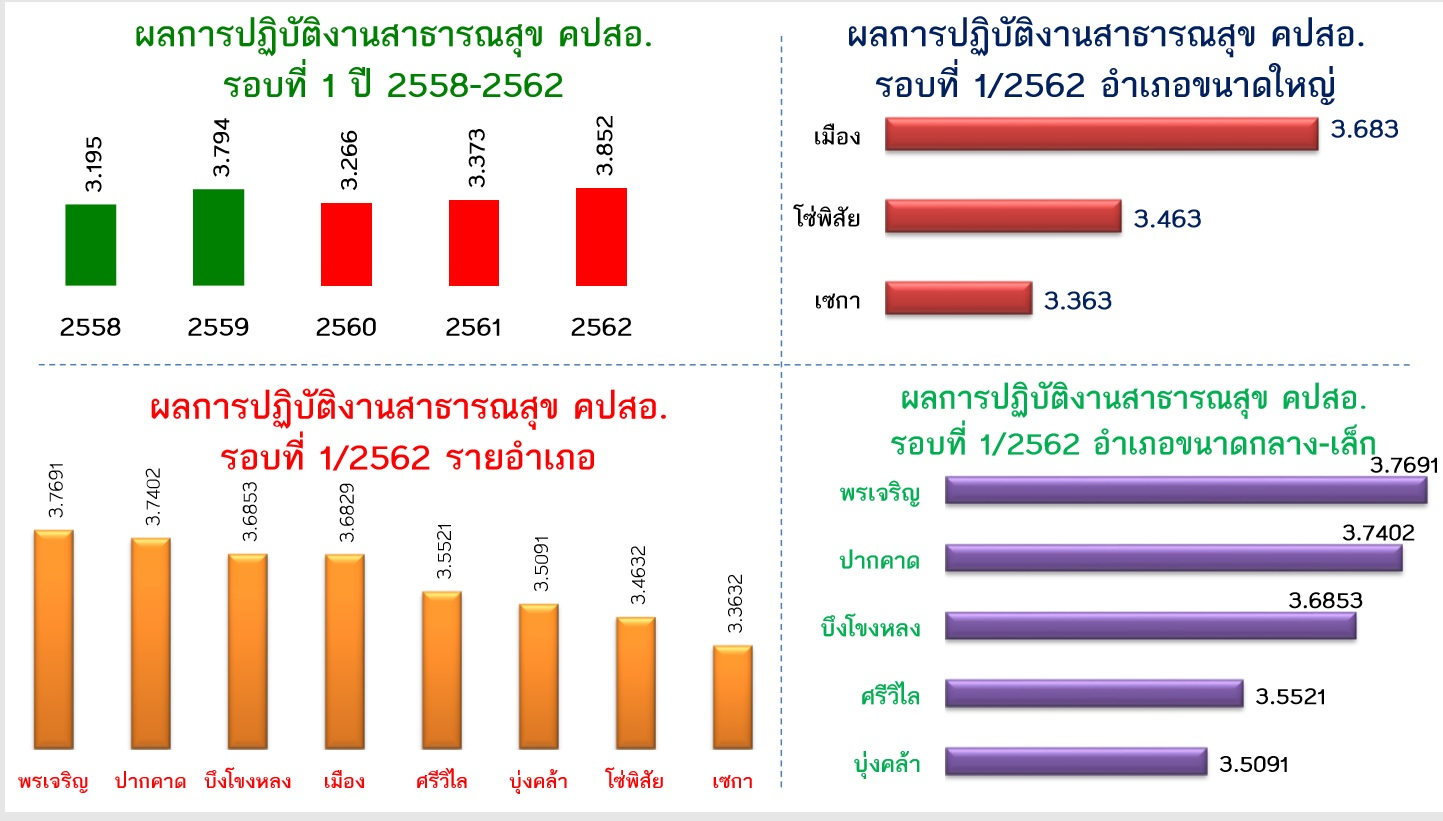 ผลการปฏิบัติงานสาธารณสุข คปสอ.
รอบที่ 1 ปี 2558-2562
3.195
3.794
3.266
3.373
3.852
2558
2559
2560
2561
2562
ผลการปฏิบัติงานสาธารณสุข คปสอ.
รอบที่ 1/2562 อำเภอขนาดใหญ่
เมือง 3.683
โซ่พิสัย 3.463
เซกา 3.363
ผลการปฏิบัติงานสาธารณสุข คปสอ.
รอบที่ 1/2562 รายอำเภอ
3.7691
3.7402
3.6853
3.6829
3.5521
3.5091
3.4632
3.3632
พรเจริญ
ปากคาด
บึงโขงหลง
เมือง
ศรีวิไล
บุ่งคล้า
โซ่พิสัย
เซกา
ผลการปฏิบัติงานสาธารณสุข คปสอ.
รอบที่ 1/2562 อำเภอขนาดกลาง-เล็ก
พรเจริญ 3.7691
ปากคาด 3.7402
บึงโขงหลง 3.6853
ศรีวิไล 3.5521
บุ่งคล้า 3.5091